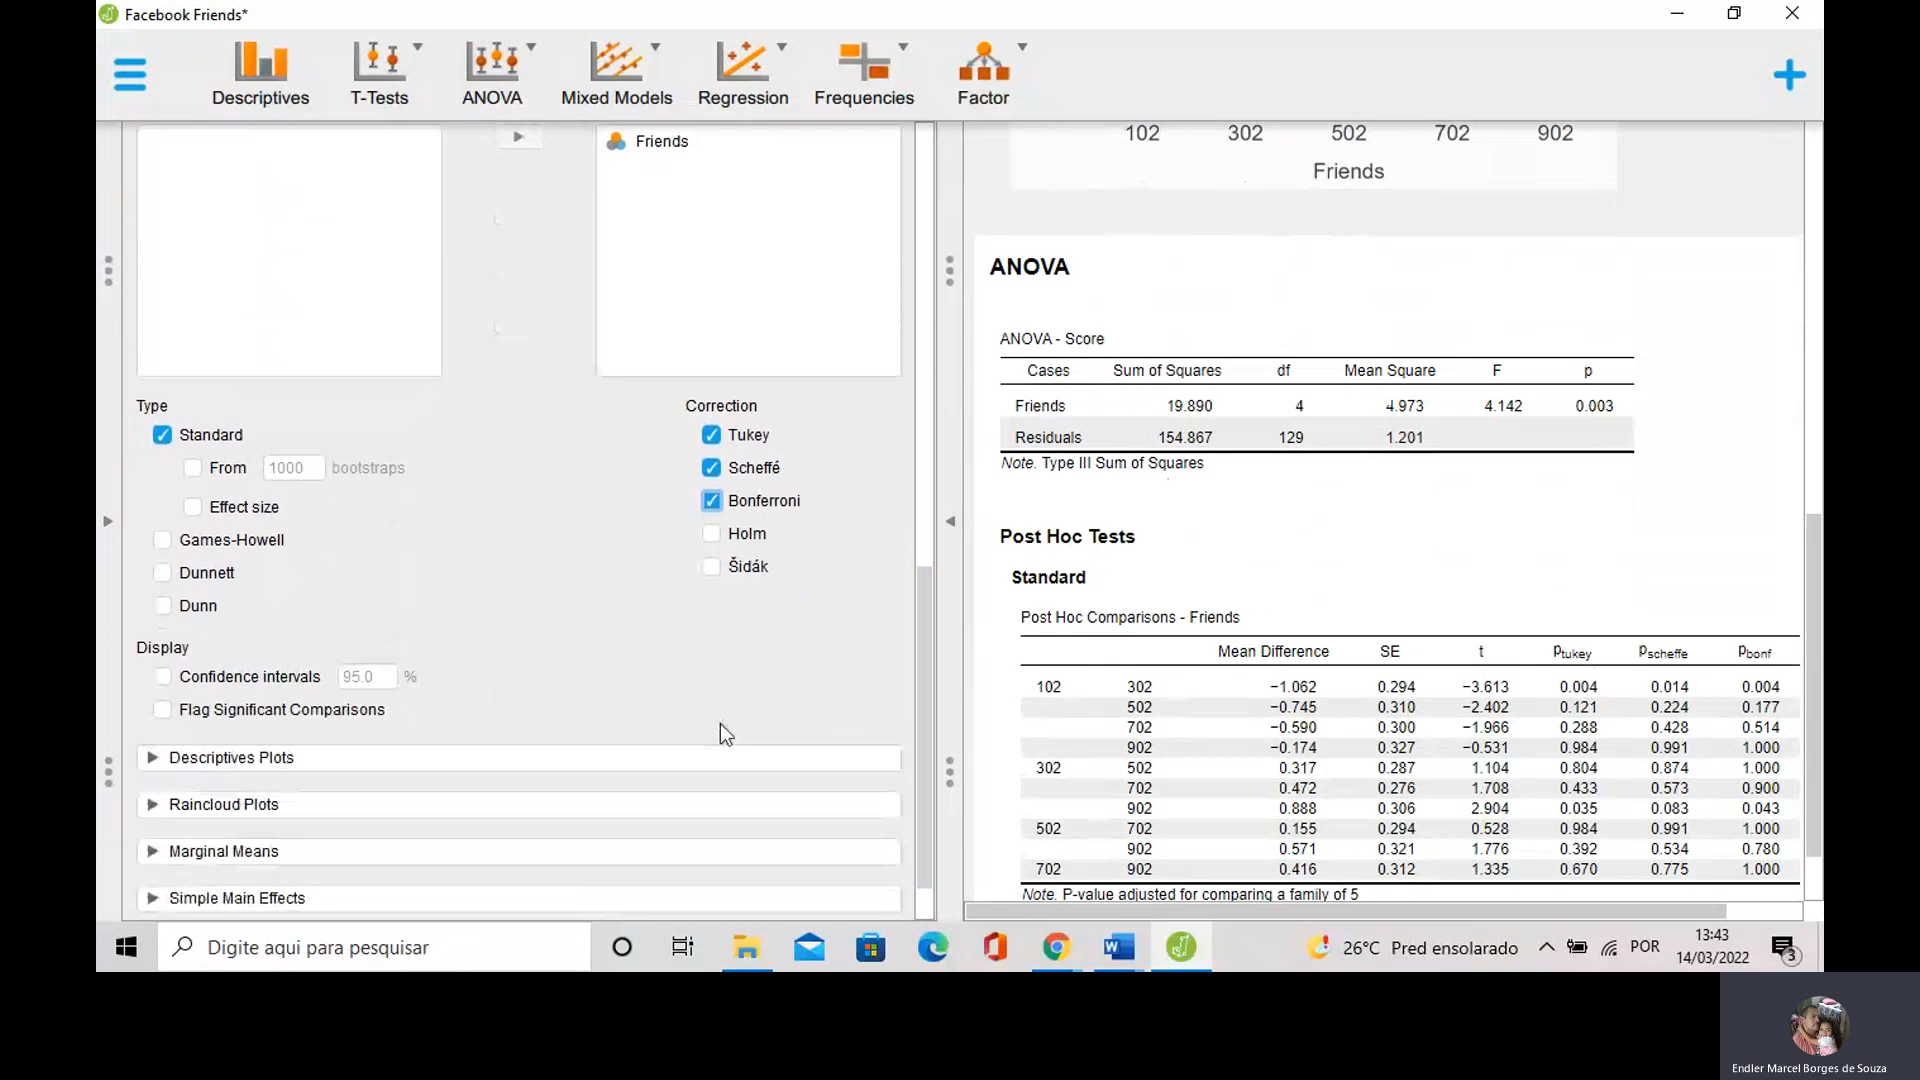 Facebook Friends*
Descriptives T-Tests ANOVA Mixed Models Regression Frequencies Factor
Friends
Type
Standard
From 1000 bootstraps
Effect size
Games-Howell
Dunnett
Dunn
Correction
Tukey
Scheffé
Bonferroni
Holm
Šidák
Display
Confidence intervals 95.0 %
Flag Significant Comparisons
Descriptives Plots
Raincloud Plots
Marginal Means
Simple Main Effects
102 302 502 702 902
Friends
ANOVA
ANOVA - Score
Cases Sum of Squares df Mean Square F p
Friends 19.890 4 4.973 4.142 0.003
Residuals 154.867 129 1.201
Note. Type III Sum of Squares
Post Hoc Tests
Standard
Post Hoc Comparisons - Friends
Mean Difference SE t ptukey pscheffe pbonf
102 302 −1.062 0.294 −3.613 0.004 0.014 0.004
502 −0.745 0.310 −2.402 0.121 0.224 0.177
702 −0.590 0.300 −1.966 0.288 0.428 0.514
902 −0.174 0.327 −0.531 0.984 0.991 1.000
302 502 0.317 0.287 1.104 0.804 0.874 1.000
702 0.472 0.276 1.708 0.433 0.573 0.900
902 0.888 0.306 2.904 0.035 0.083 0.043
502 702 0.155 0.294 0.528 0.984 0.991 1.000
902 0.571 0.321 1.776 0.392 0.534 0.780
702 902 0.416 0.312 1.335 0.670 0.775 1.000
Note. P-value adjusted for comparing a family of 5
Digite aqui para pesquisar
26°C Pred ensolarado
POR
13:43
14/03/2022
3
Endler Marcel Borges de Souza